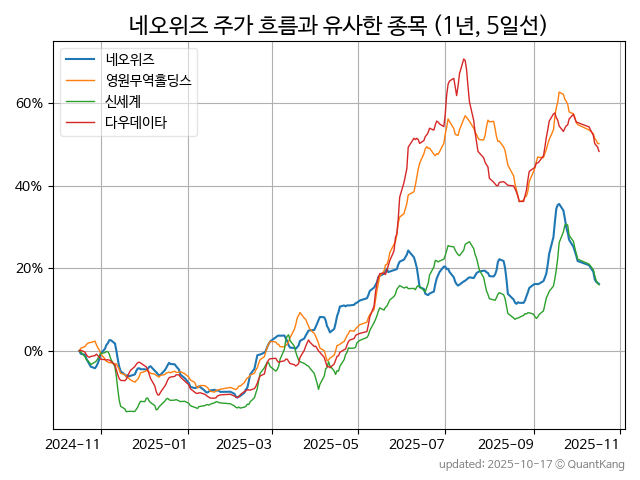 네오위즈 주가 흐름과 유사한 종목 (1년, 5일선)
네오위즈
영원무역홀딩스
신세계
다우데이타
60%
40%
20%
0%
2024-11 2025-01 2025-03 2025-05 2025-07 2025-09 2025-11
updated: 2025-10-17 © QuantKang